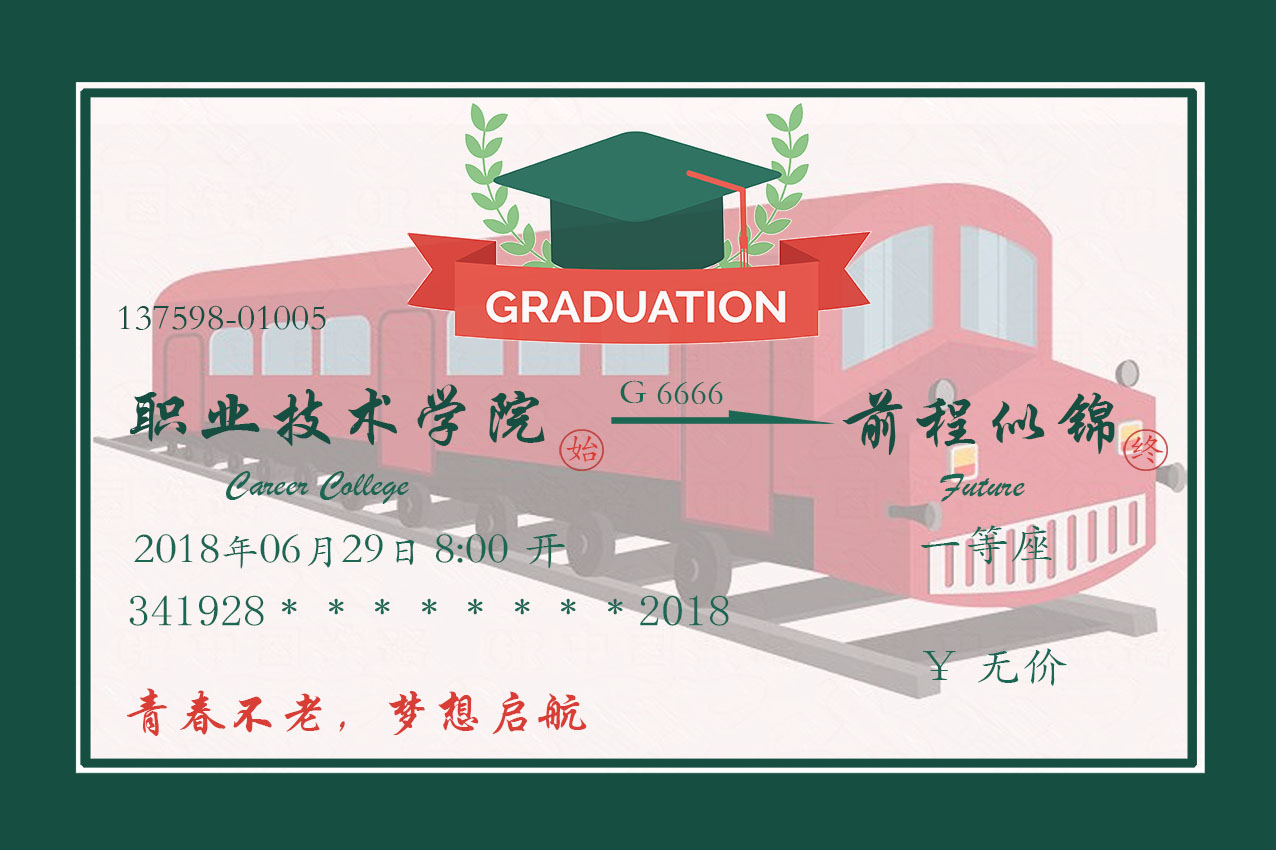 GRADUATION
137598-01005
G 6666
职业技术学院 始
前程似锦 终
Career College
Future
2018年06月29日 8:00 开
一等座
341928* * * * * * * *2018
￥ 无价
青春不老，梦想启航